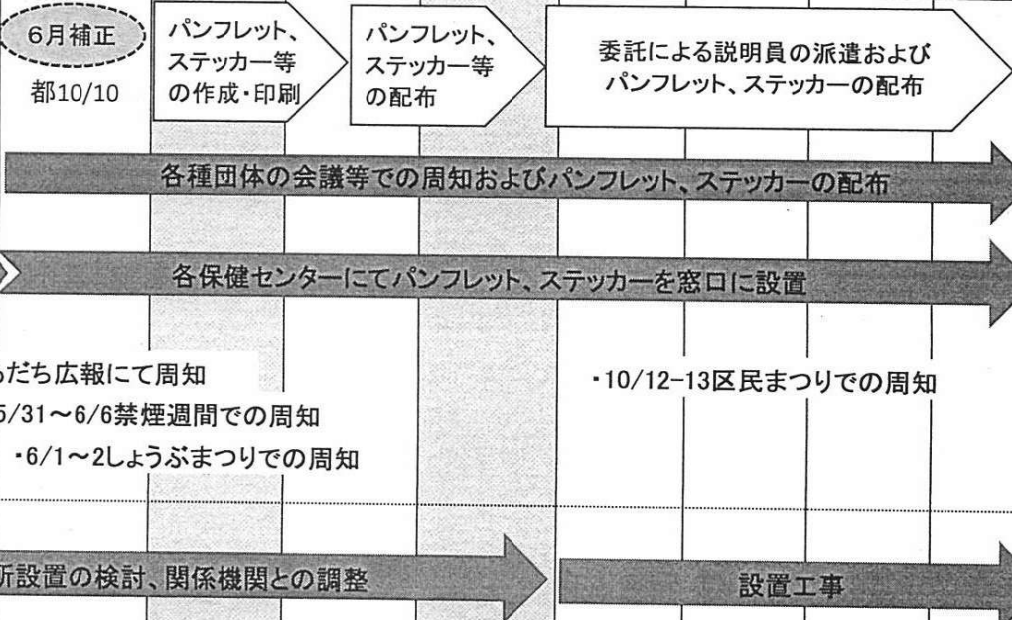 6月補正
都10/10
パンフレット、
ステッカー等
の作成・印刷
パンフレット、
ステッカー等
の配布
委託による説明員の派遣および
パンフレット、ステッカーの配布
各種団体の会議等での周知およびパンフレット、ステッカーの配布
各保健センターにてパンフレット、ステッカーを窓口に設置
だち広報にて周知
5/31～6/6禁煙週間での周知
・6/1～2しょうぶまつりでの周知
・10/12-13区民まつりでの周知
所設置の検討、関係機関との調整
設置工事